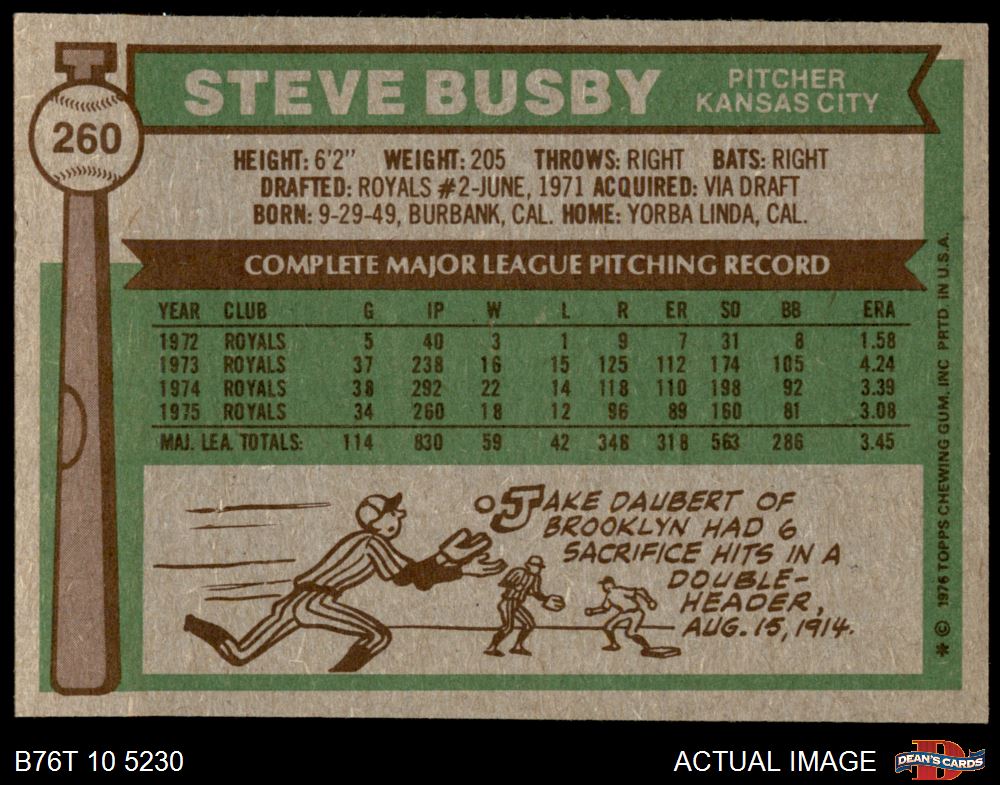 260
STEVE BUSBY
PITCHER
KANSAS CITY
HEIGHT: 6'2" WEIGHT: 205 THROWS: RIGHT BATS: RIGHT
DRAFTED: ROYALS #2-JUNE, 1971 ACQUIRED: VIA DRAFT
BORN: 9-29-49, BURBANK, CAL. HOME: YORBA LINDA, CAL.
COMPLETE MAJOR LEAGUE PITCHING RECORD
YEAR CLUB G IP W L R ER SO BB ERA
1972 ROYALS 5 40 3 1 9 7 31 8 1.58
1973 ROYALS 37 238 16 15 125 112 174 105 4.24
1974 ROYALS 38 292 22 14 118 110 198 92 3.39
1975 ROYALS 34 260 18 12 96 89 160 81 3.08
MAJ. LEA. TOTALS: 114 830 59 42 348 318 563 286 3.45
JAKE DAUBERT OF
BROOKLYN HAD 6
SACRIFICE HITS IN A
DOUBLE-
HEADER,
AUG. 15, 1914.
* © 1976 TOPPS CHEWING GUM, INC PRTD. IN U.S.A.
B76T 10 5230
ACTUAL IMAGE
DEAN'S CARDS